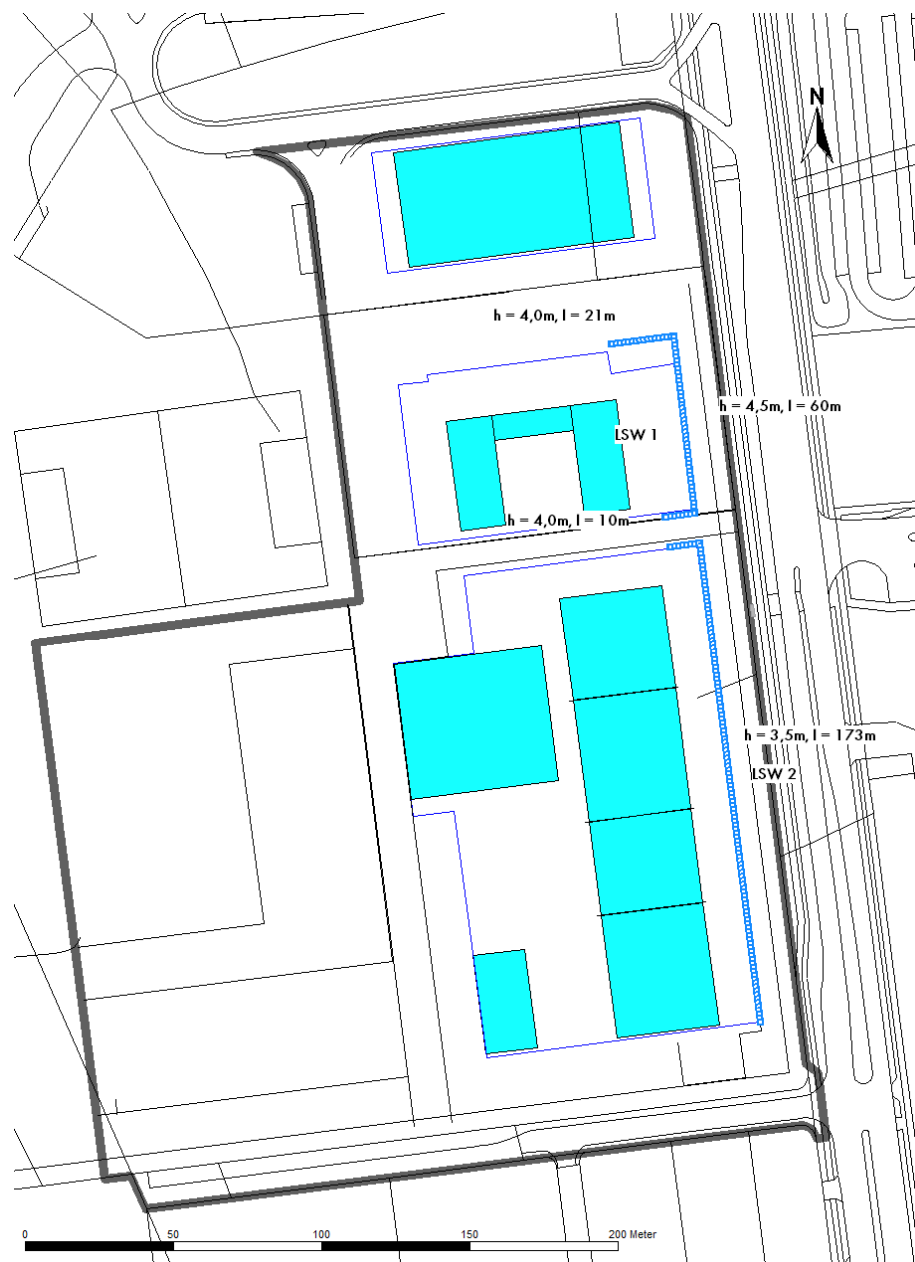 N
h = 4,0m, l = 21m
h = 4,5m, l = 60m
LSW 1
h = 4,0m, l = 10m
h = 3,5m, l = 173m
LSW 2
0 50 100 150 200 Meter